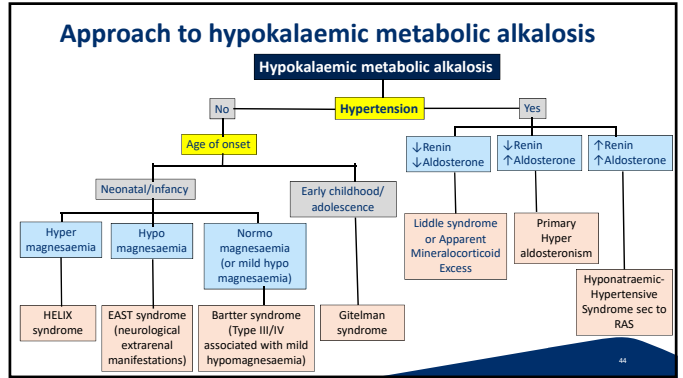 Approach to hypokalaemic metabolic alkalosis
Hypokalaemic metabolic alkalosis
No
Hypertension
Yes
Age of onset
↓Renin
↓Aldosterone
↓Renin
↑Aldosterone
↑Renin
↑Aldosterone
Neonatal/Infancy
Early childhood/
adolescence
Hyper
magnesaemia
Hypo
magnesaemia
Normo
magnesaemia
(or mild hypo
magnesaemia)
Liddle syndrome
or Apparent
Mineralocorticoid
Excess
Primary
Hyper
aldosteronism
Hyponatraemic-
Hypertensive
Syndrome sec to
RAS
HELIX
syndrome
EAST syndrome
(neurological
extrarenal
manifestations)
Bartter syndrome
(Type III/IV
associated with mild
hypomagnesaemia)
Gitelman
syndrome
44